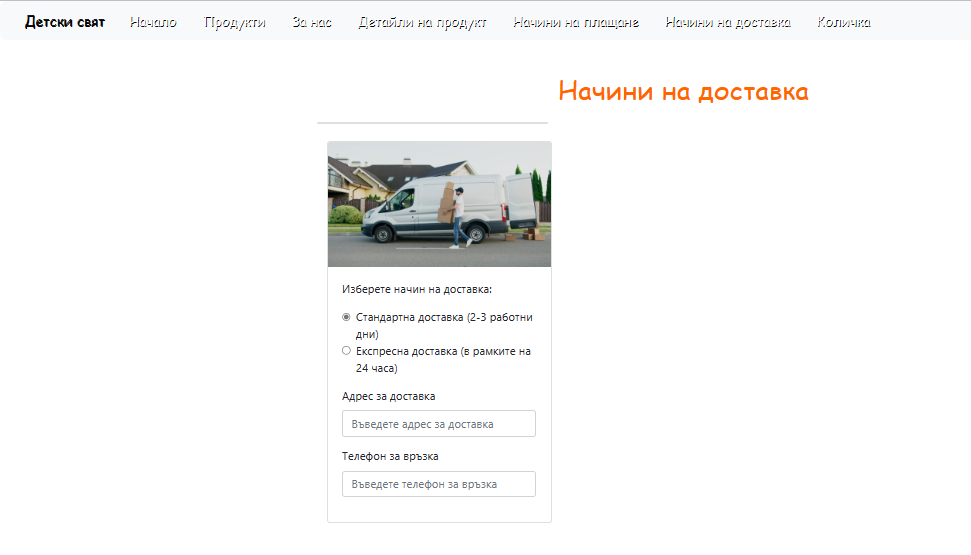 Детски свят Начало Продукти За нас Детайли на продукт Начини на плащане Начини на доставка Количка
Начини на доставка
Изберете начин на доставка:
Стандартна доставка (2-3 работни
дни)
Експресна доставка (в рамките на
24 часа)
Адрес за доставка
Въведете адрес за доставка
Телефон за връзка
Въведете телефон за връзка